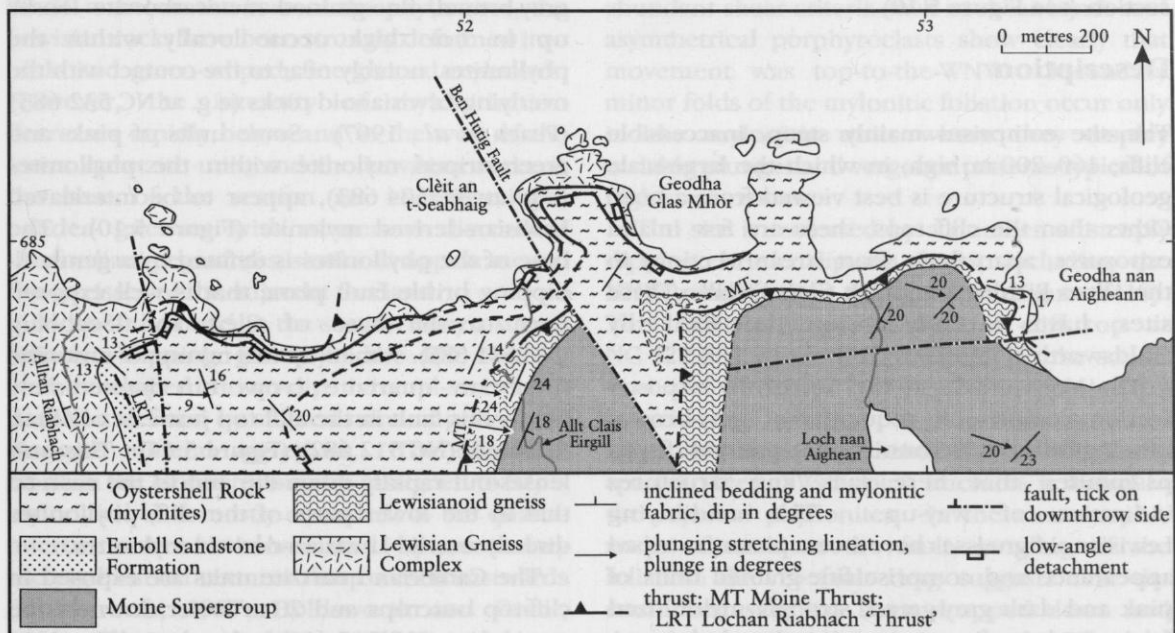 52
53
0 metres 200
N
Ben Hutig Fault
Clèit an
t-Seabhaig
Geodha
Glas Mhòr
685
MT
20
20
13
17
Geodha nan
Aigheann
13
13
20
16
9
20
14
24
24
18
18
LRT
MT
Alltan
Riabhach
Allt Clais
Eirgill
Loch nan
Aighean
20
23
'Oystershell Rock'
(mylonites)
Eriboll Sandstone
Formation
Moine Supergroup
Lewisianoid gneiss
Lewisian Gneiss
Complex
inclined bedding and mylonitic
fabric, dip in degrees
plunging stretching lineation,
plunge in degrees
thrust; MT Moine Thrust;
LRT Lochan Riabhach 'Thrust'
fault, tick on
downthrow side
low-angle
detachment